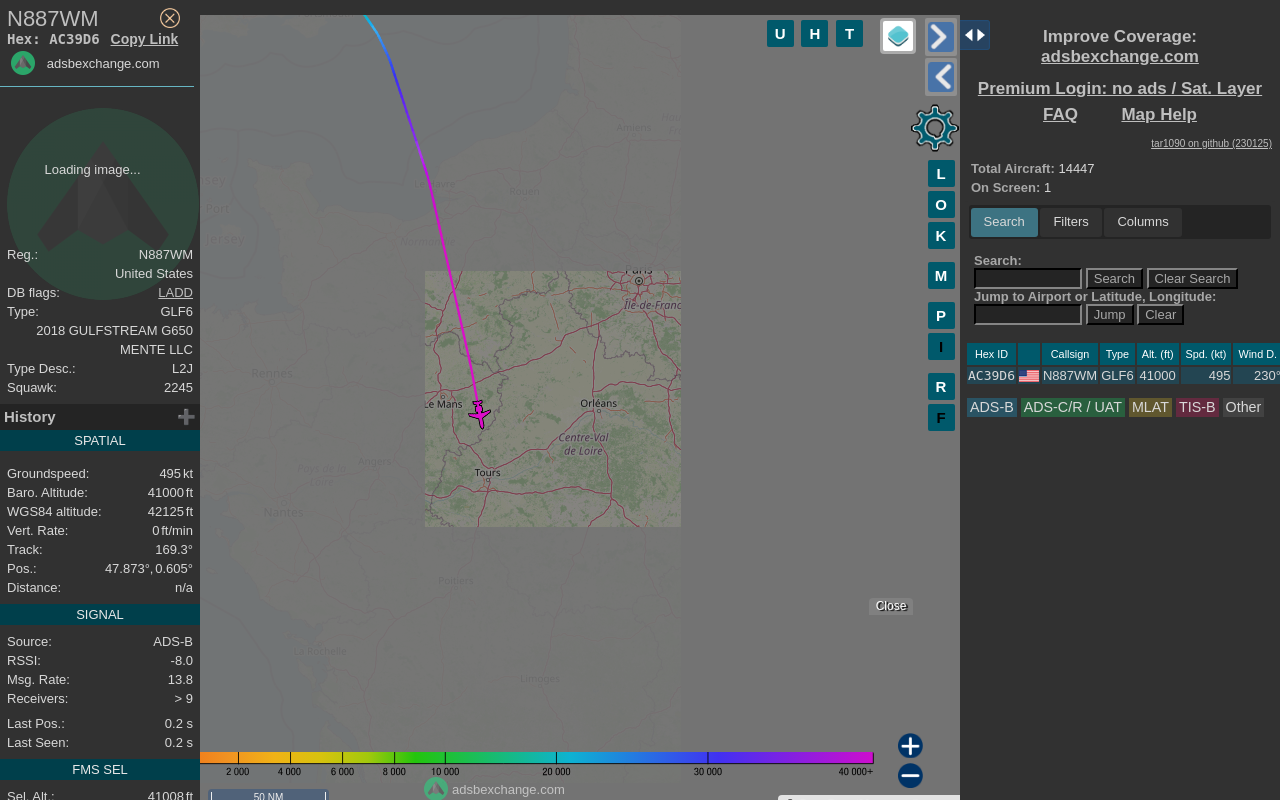 N887WM
Hex: AC39D6 Copy Link
adsbexchange.com
Loading image...
Reg.: N887WM
United States
DB flags: LADD
Type: GLF6
2018 GULFSTREAM G650
MENTE LLC
Type Desc.: L2J
Squawk: 2245
History
SPATIAL
Groundspeed: 495 kt
Baro. Altitude: 41000 ft
WGS84 altitude: 42125 ft
Vert. Rate: 0 ft/min
Track: 169.3°
Pos.: 47.873°, 0.605°
Distance: n/a
SIGNAL
Source: ADS-B
RSSI: -8.0
Msg. Rate: 13.8
Receivers: > 9
Last Pos.: 0.2 s
Last Seen: 0.2 s
FMS SEL
Sel. Alt.: 41008 ft
U H T
L
O
K
M
P
I
R
F
Amiens
Rouen
Paris
Île-de-Franc
Rennes
Le Mans
Orléans
Centre-Val
de Loire
Angers
Pays de la
Loire
Tours
Nantes
Poitiers
La Rochelle
Limoges
Close
2 000 4 000 6 000 8 000 10 000 20 000 30 000 40 000+
adsbexchange.com
50 NM
Improve Coverage:
adsbexchange.com
Premium Login: no ads / Sat. Layer
FAQ Map Help
tar1090 on github (230125)
Total Aircraft: 14447
On Screen: 1
Search Filters Columns
Search:
Search Clear Search
Jump to Airport or Latitude, Longitude:
Jump Clear
Hex ID Callsign Type Alt. (ft) Spd. (kt) Wind D.
AC39D6 N887WM GLF6 41000 495 230°
ADS-B ADS-C/R / UAT MLAT TIS-B Other